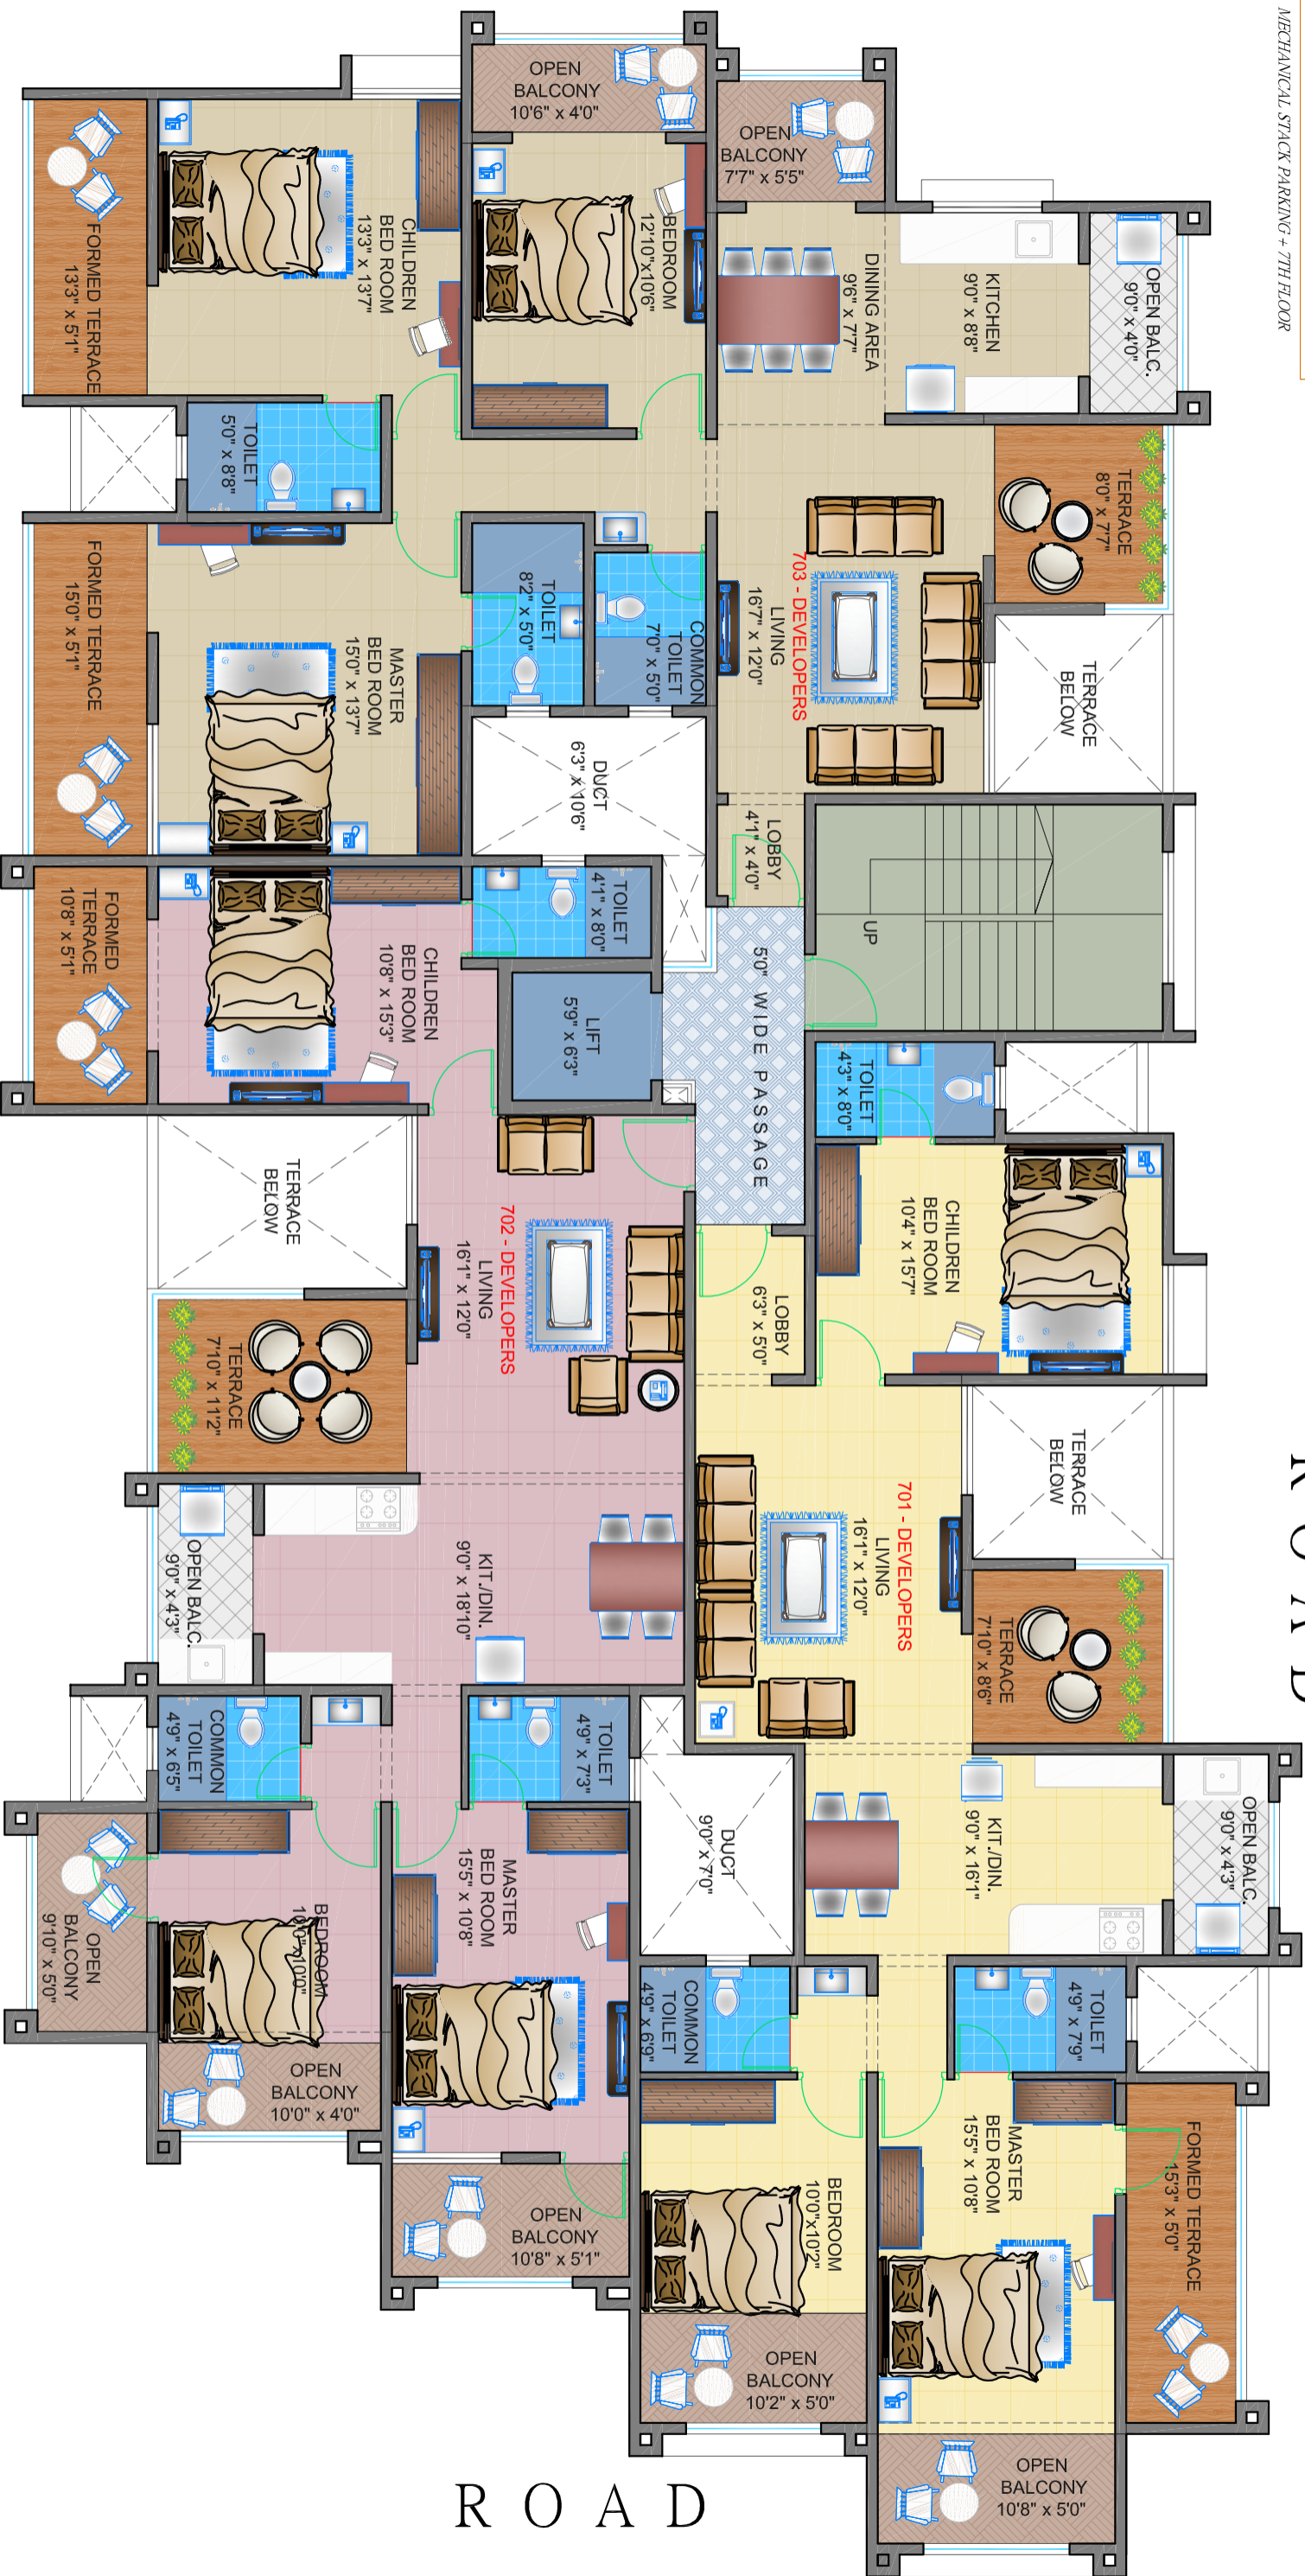 MECHANICAL STACK PARKING + 7TH FLOOR
ROAD
OPEN
BALCONY
10'6" x 4'0"
OPEN
BALCONY
7'7" x 5'5"
OPEN BALC.
9'0" x 4'0"
KITCHEN
9'0" x 8'8"
DINING AREA
9'6" x 7'7"
BEDROOM
12'10"x10'6"
CHILDREN
BED ROOM
13'3" x 13'7"
FORMED TERRACE
13'3" x 5'1"
TOILET
5'0" x 8'8"
TERRACE
8'0" x 7'7"
703 - DEVELOPERS
LIVING
16'7" x 12'0"
TERRACE
BELOW
COMMON
TOILET
7'0" x 5'0"
TOILET
8'2" x 5'0"
MASTER
BED ROOM
15'0" x 13'7"
FORMED TERRACE
15'0" x 5'1"
DUCT
6'3" x 10'6"
LOBBY
4'1" x 4'0"
UP
5'0" WIDE PASSAGE
TOILET
4'1" x 8'0"
LIFT
5'9" x 6'3"
CHILDREN
BED ROOM
10'8" x 15'3"
FORMED
TERRACE
10'8" x 5'1"
TOILET
4'3" x 8'0"
CHILDREN
BED ROOM
10'4" x 15'7"
LOBBY
6'3" x 5'0"
TERRACE
BELOW
702 - DEVELOPERS
LIVING
16'1" x 12'0"
TERRACE
7'10" x 11'2"
TERRACE
BELOW
701 - DEVELOPERS
LIVING
16'1" x 12'0"
TERRACE
7'10" x 8'6"
KIT./DIN.
9'0" x 18'10"
OPEN BALC.
9'0" x 4'3"
COMMON
TOILET
4'9" x 6'5"
TOILET
4'9" x 7'3"
DUCT
9'0" x 7'0"
KIT./DIN.
9'0" x 16'1"
OPEN BALC.
9'0" x 4'3"
MASTER
BED ROOM
15'5" x 10'8"
BEDROOM
10'0"x10'0"
OPEN
BALCONY
9'10" x 5'0"
OPEN
BALCONY
10'0" x 4'0"
OPEN
BALCONY
10'8" x 5'1"
COMMON
TOILET
4'9" x 6'9"
TOILET
4'9" x 7'9"
MASTER
BED ROOM
15'5" x 10'8"
FORMED TERRACE
15'3" x 5'0"
BEDROOM
10'0"x10'2"
OPEN
BALCONY
10'2" x 5'0"
OPEN
BALCONY
10'8" x 5'0"
ROAD